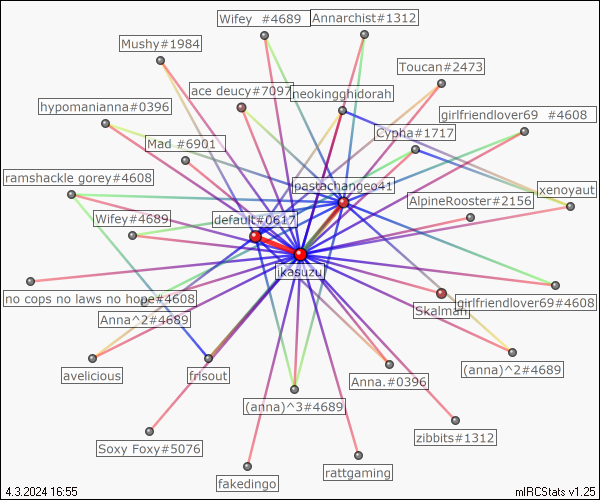 Wifey  #4689
Annarchist#1312
Mushy#1984
Toucan#2473
ace deucy#7097
neokingghidorah
hypomanianna#0396
girlfriendlover69  #4608
Cypha#1717
Mad #6901
ramshackle gorey#4608
pastachangeo41
xenoyaut
AlpineRooster#2156
Wifey#4689
default#0617
ikasuzu
no cops no laws no hope#4608
Skalman
girlfriendlover69#4608
Anna^2#4689
(anna)^2#4689
avelicious
frisout
Anna.#0396
(anna)^3#4689
zibbits#1312
Soxy Foxy#5076
rattgaming
fakedingo
4.3.2024 16:55
mIRCStats v1.25